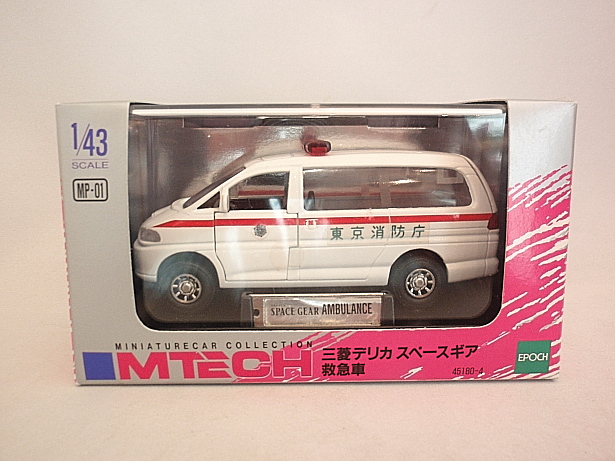 1/43
SCALE
MP-01
東京消防庁
SPACE GEAR AMBULANCE
MINIATURECAR COLLECTION
MTECH
三菱デリカ スペースギア
救急車
EPOCH
45180-4